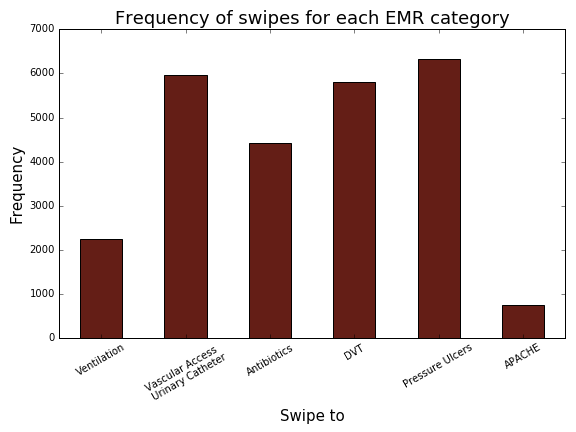 Frequency of swipes for each EMR category
Frequency
7000
6000
5000
4000
3000
2000
1000
0
Ventilation
Vascular Access
Urinary Catheter
Antibiotics
DVT
Pressure Ulcers
APACHE
Swipe to